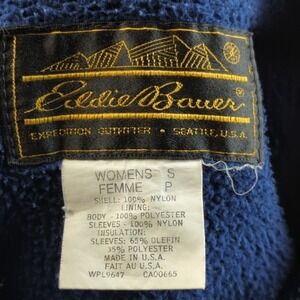 Eddie Bauer
EXPEDITION OUTFITTER • SEATTLE, U.S.A.
WOMENS S
FEMME P
SHELL: 100% NYLON
LINING:
BODY - 100% POLYESTER
SLEEVES - 100% NYLON
INSULATION:
SLEEVES: 65% OLEFIN
35% POLYESTER
MADE IN U.S.A.
FAIT AU U.S.A.
WPL9647 CA00665